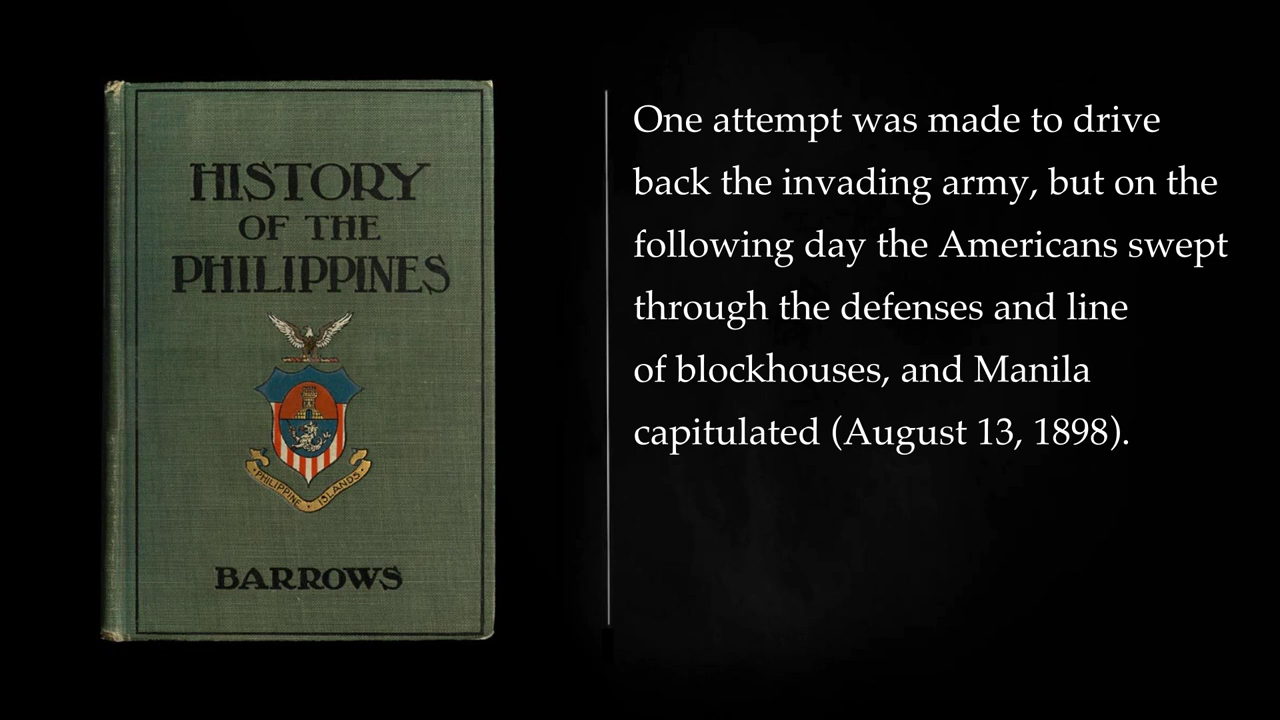 HISTORY
OF THE
PHILIPPINES
PHILIPPINE ISLANDS
BARROWS
One attempt was made to drive
back the invading army, but on the
following day the Americans swept
through the defenses and line
of blockhouses, and Manila
capitulated (August 13, 1898).